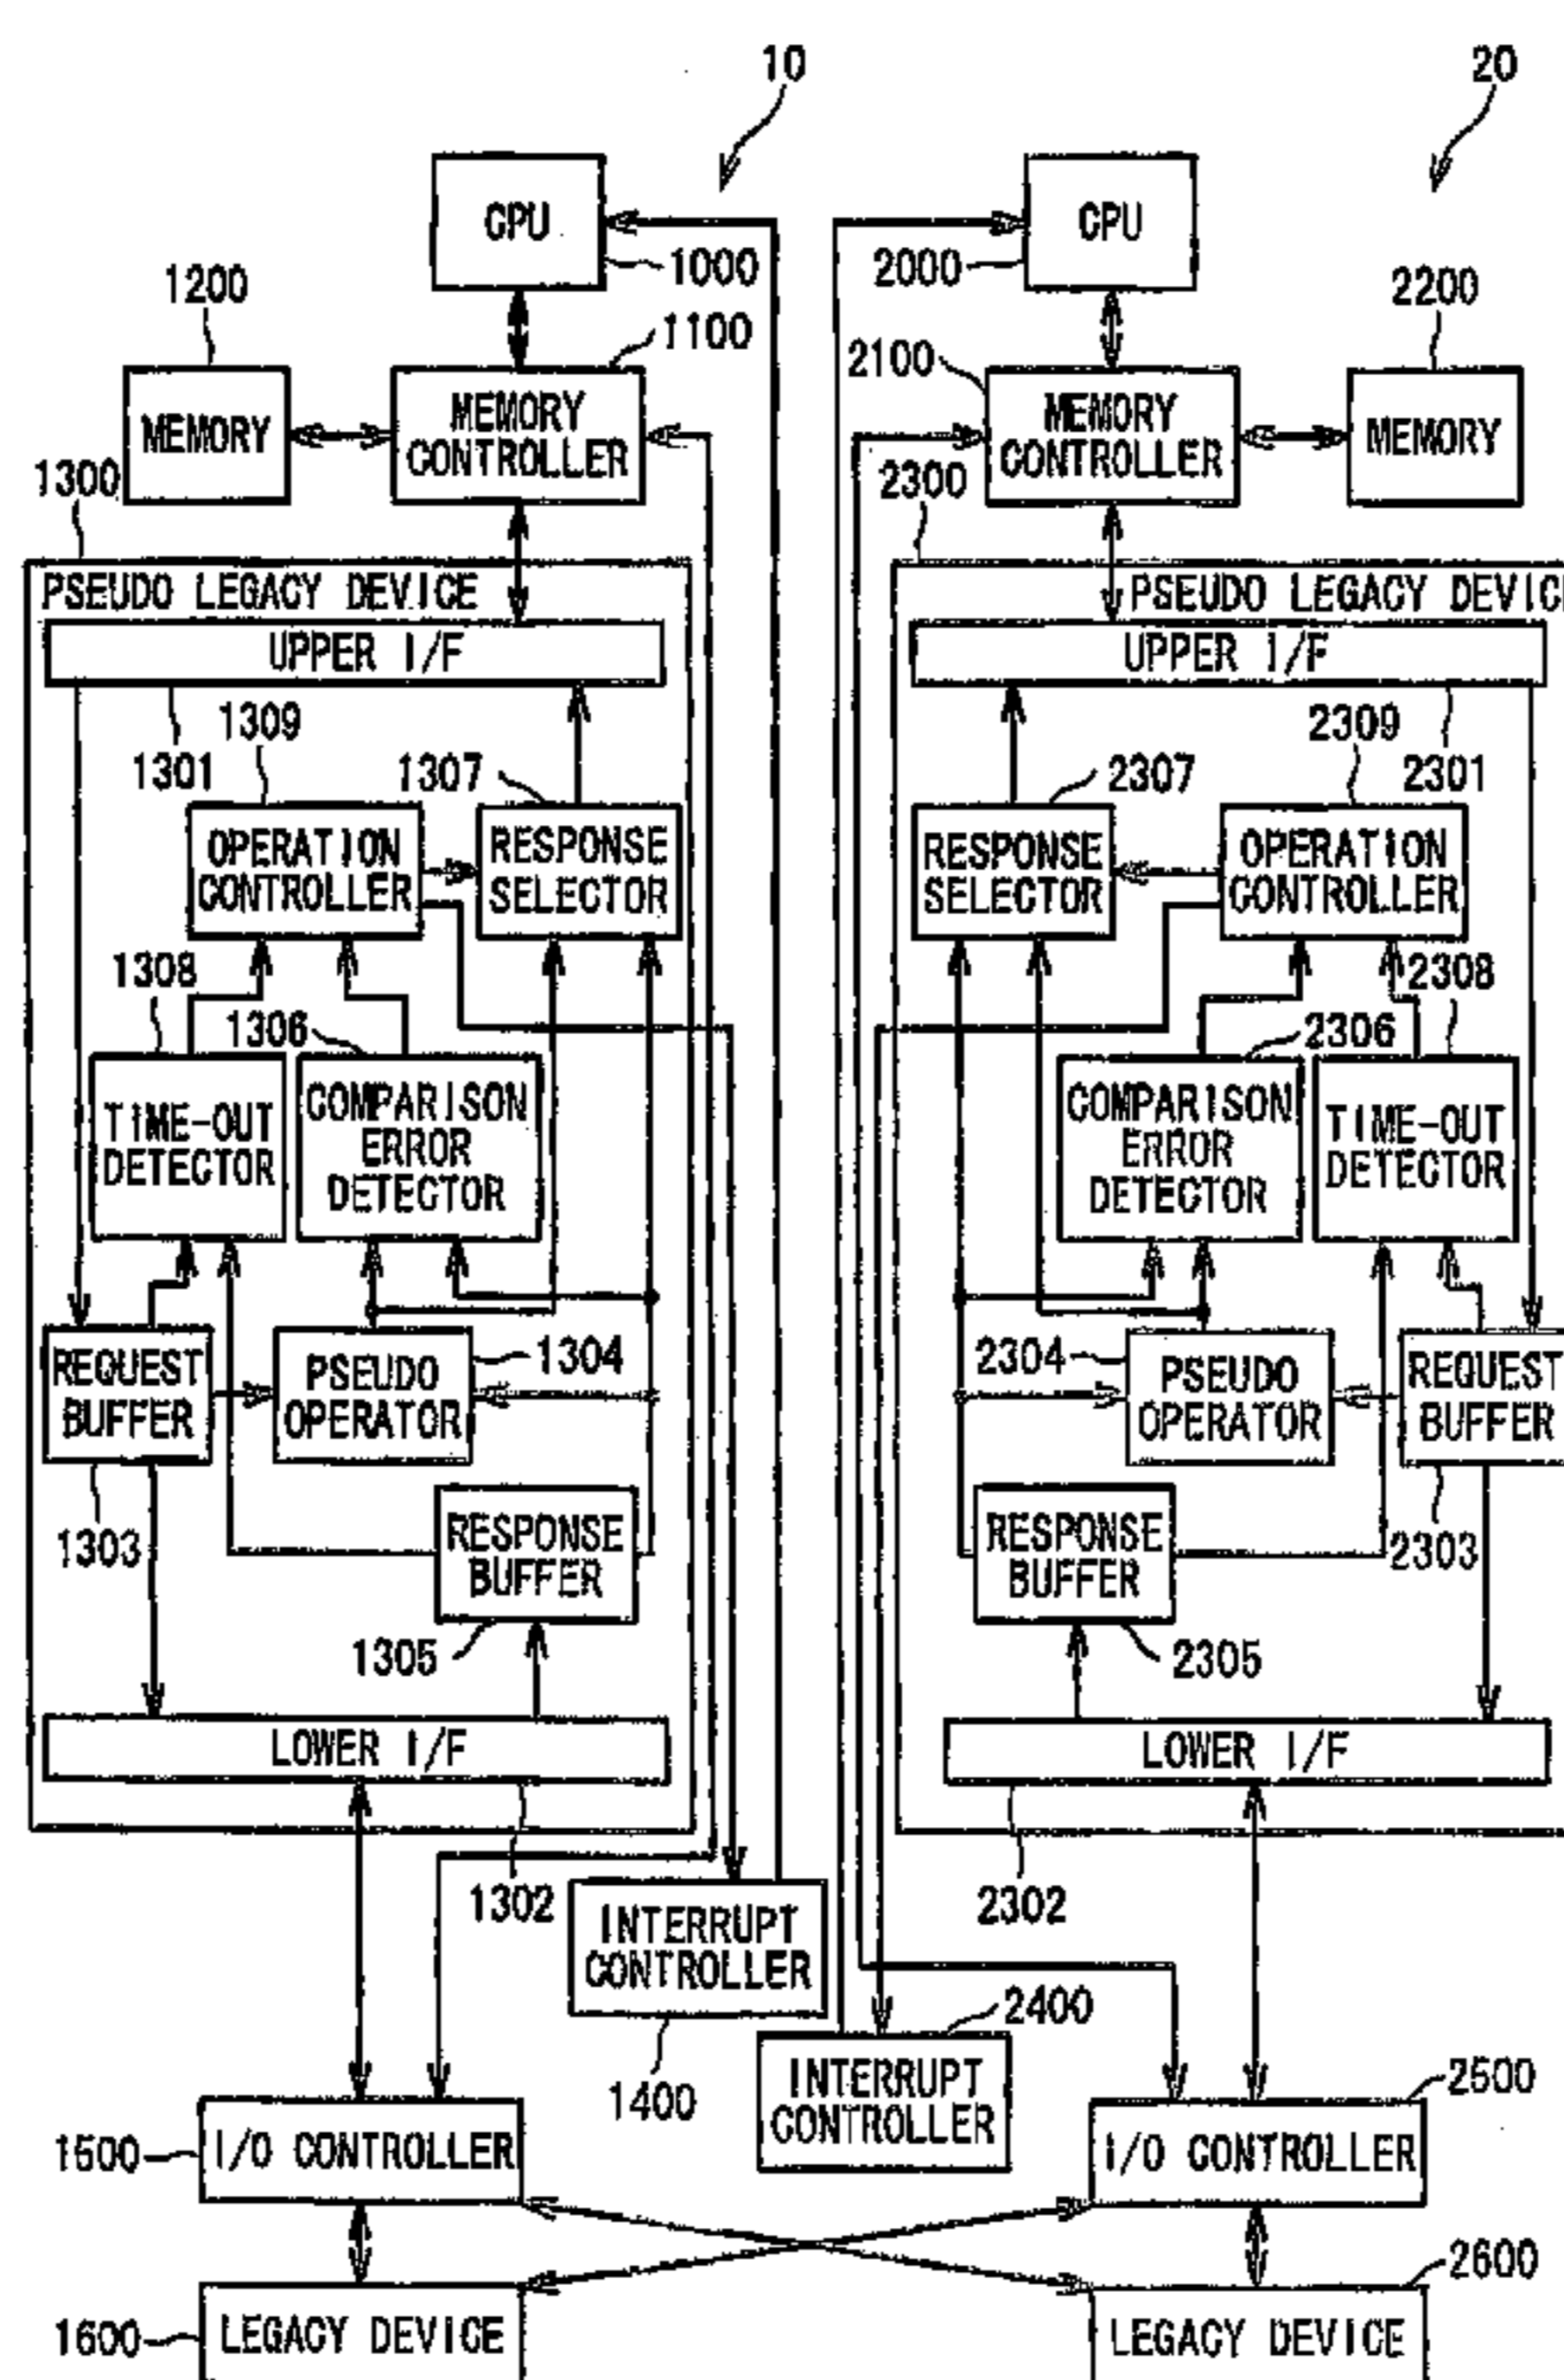 10
20
CPU
CPU
1000
2000
1200
1100
2200
2100
MEMORY
MEMORY
CONTROLLER
MEMORY
CONTROLLER
MEMORY
1300
2300
PSEUDO LEGACY DEVICE
PSEUDO LEGACY DEVICE
UPPER I/F
UPPER I/F
1301
1309
1307
2307
2309
2301
OPERATION
CONTROLLER
RESPONSE
SELECTOR
RESPONSE
SELECTOR
OPERATION
CONTROLLER
1308
1306
2306
2308
TIME-OUT
DETECTOR
COMPARISON
ERROR
DETECTOR
COMPARISON
ERROR
DETECTOR
TIME-OUT
DETECTOR
REQUEST
BUFFER
PSEUDO
OPERATOR
1304
2304
PSEUDO
OPERATOR
REQUEST
BUFFER
1303
RESPONSE
BUFFER
RESPONSE
BUFFER
2303
1305
2305
LOWER I/F
LOWER I/F
1302
2302
INTERRUPT
CONTROLLER
1400
2400
INTERRUPT
CONTROLLER
1500
I/O CONTROLLER
I/O CONTROLLER
2500
1600
LEGACY DEVICE
LEGACY DEVICE
2600